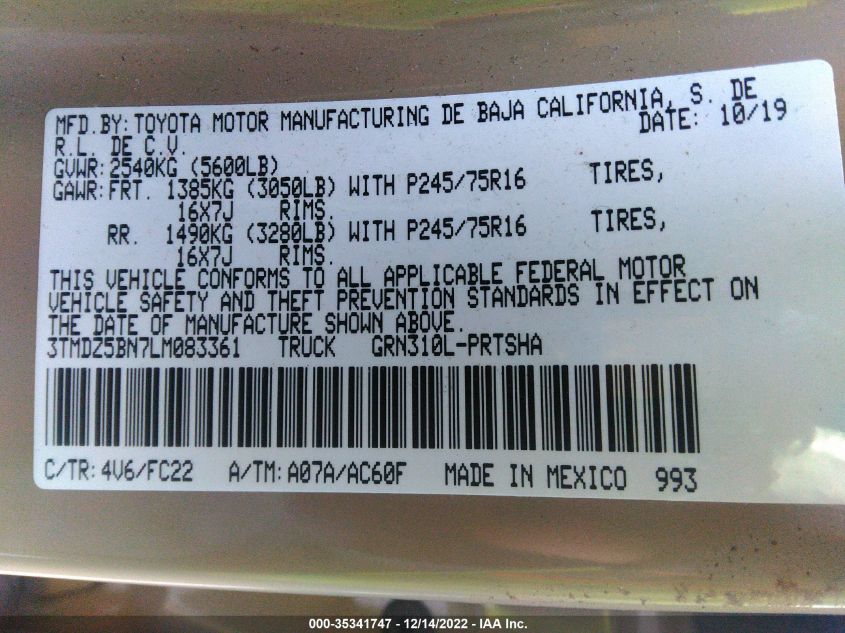 MFD.BY: TOYOTA MOTOR MANUFACTURING DE BAJA CALIFORNIA, S. DE
R.L. DE C.V. DATE: 10/19
GVWR: 2540KG (5600LB)
GAWR: FRT. 1385KG (3050LB) WITH P245/75R16 TIRES,
16X7J RIMS.
RR. 1490KG (3280LB) WITH P245/75R16 TIRES,
16X7J RIMS.
THIS VEHICLE CONFORMS TO ALL APPLICABLE FEDERAL MOTOR
VEHICLE SAFETY AND THEFT PREVENTION STANDARDS IN EFFECT ON
THE DATE OF MANUFACTURE SHOWN ABOVE.
3TMDZ5BN7LM083361 TRUCK GRN310L-PRTSHA
C/TR: 4V6/FC22 A/TM: A07A/AC60F MADE IN MEXICO 993
000-35341747 - 12/14/2022 - IAA Inc.